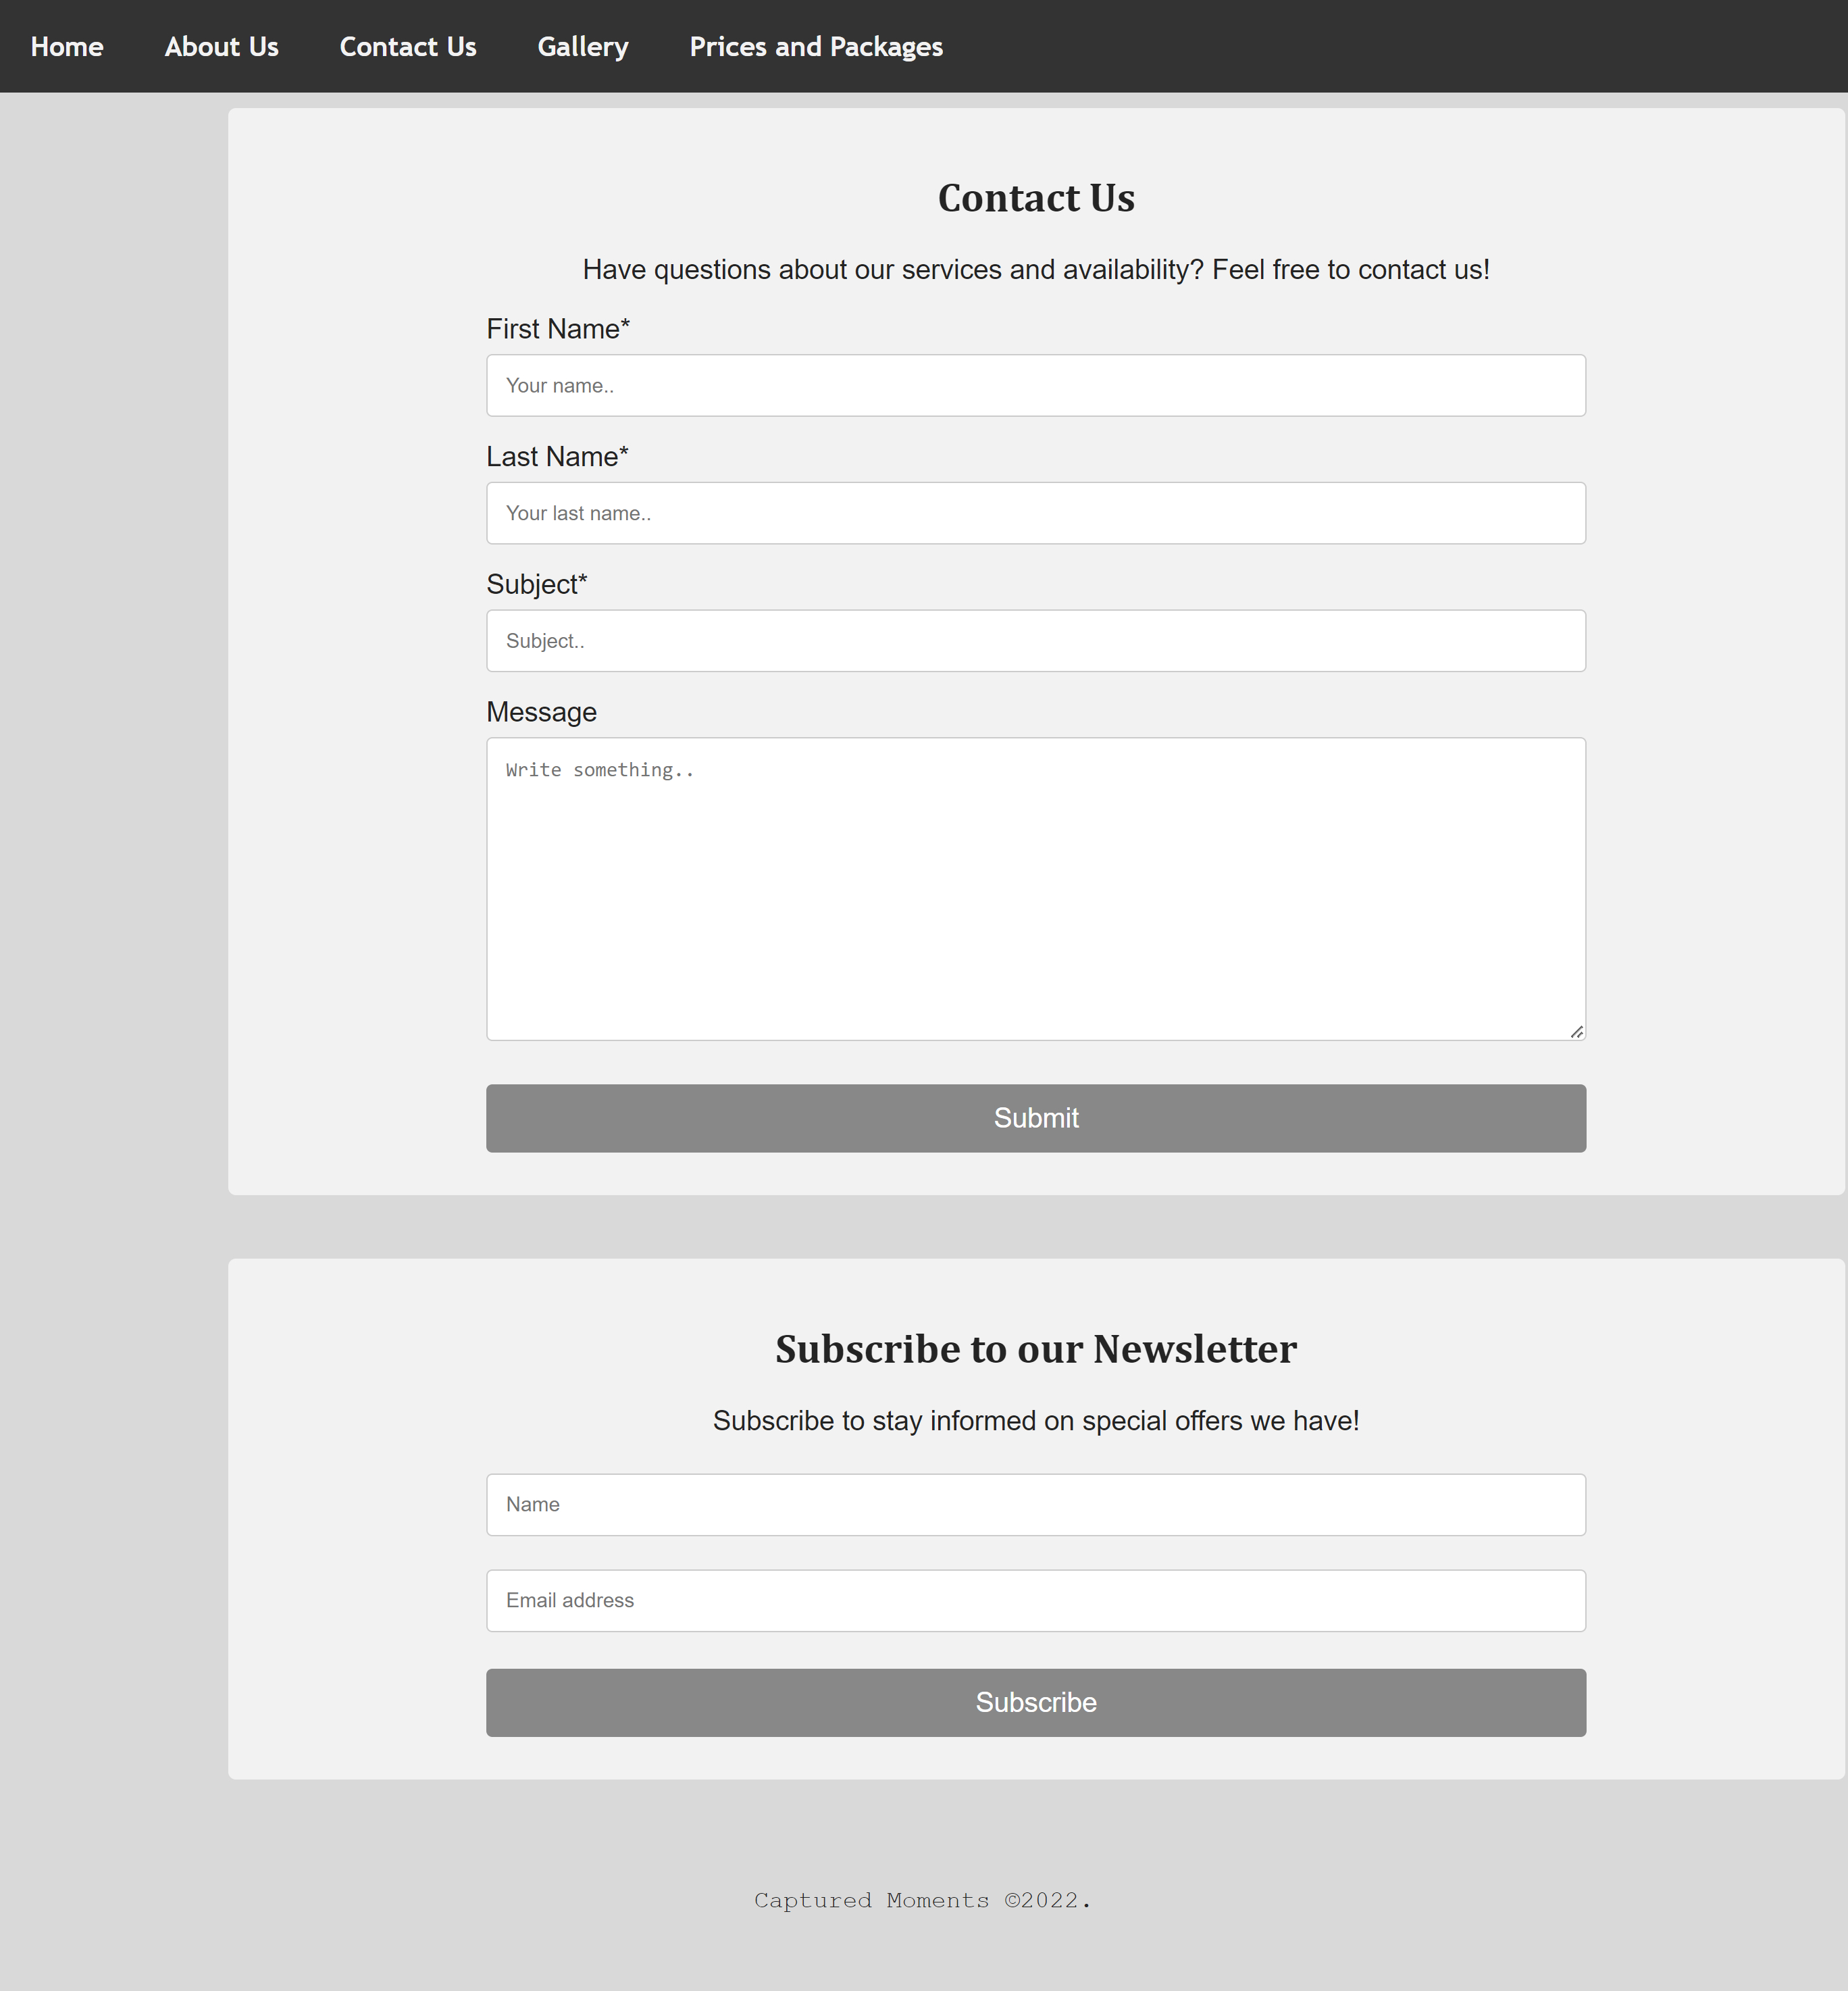 Home About Us Contact Us Gallery Prices and Packages
Contact Us
Have questions about our services and availability? Feel free to contact us!
First Name*
Your name..
Last Name*
Your last name..
Subject*
Subject..
Message
Write something..
Submit
Subscribe to our Newsletter
Subscribe to stay informed on special offers we have!
Name
Email address
Subscribe
Captured Moments ©2022.